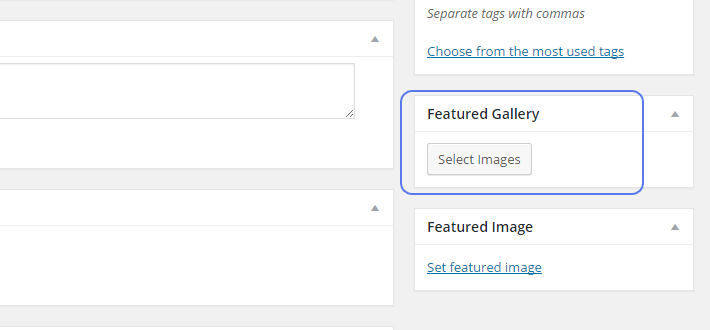 Separate tags with commas
Choose from the most used tags
Featured Gallery
Select Images
Featured Image
Set featured image